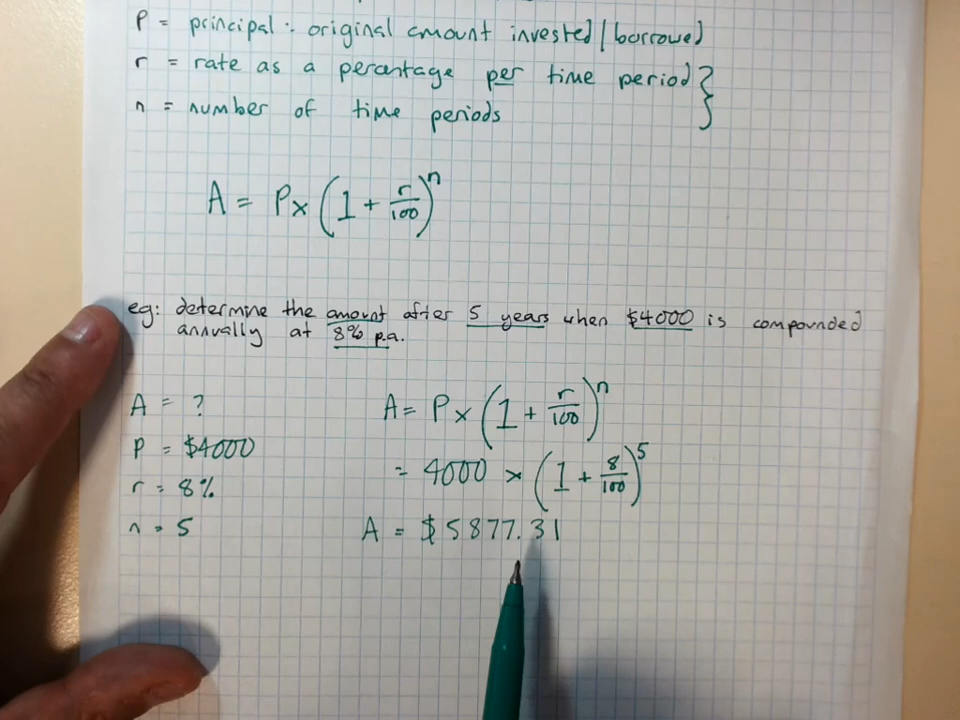 P = principal : original amount invested / borrowed
r = rate as a percentage per time period }
n = number of time periods
A = P× (1 + r/100)^n
eg: determine the amount after 5 years when $4000 is compounded
annually at 8% p.a.
A = ?
P = $4000
r = 8%
n = 5
A = P × (1 + r/100)^n
= 4000 × (1 + 8/100)^5
A = $5877.31